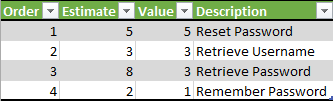 Order Estimate Value Description
1 5 5 Reset Password
2 3 3 Retrieve Username
3 8 3 Retrieve Password
4 2 1 Remember Password